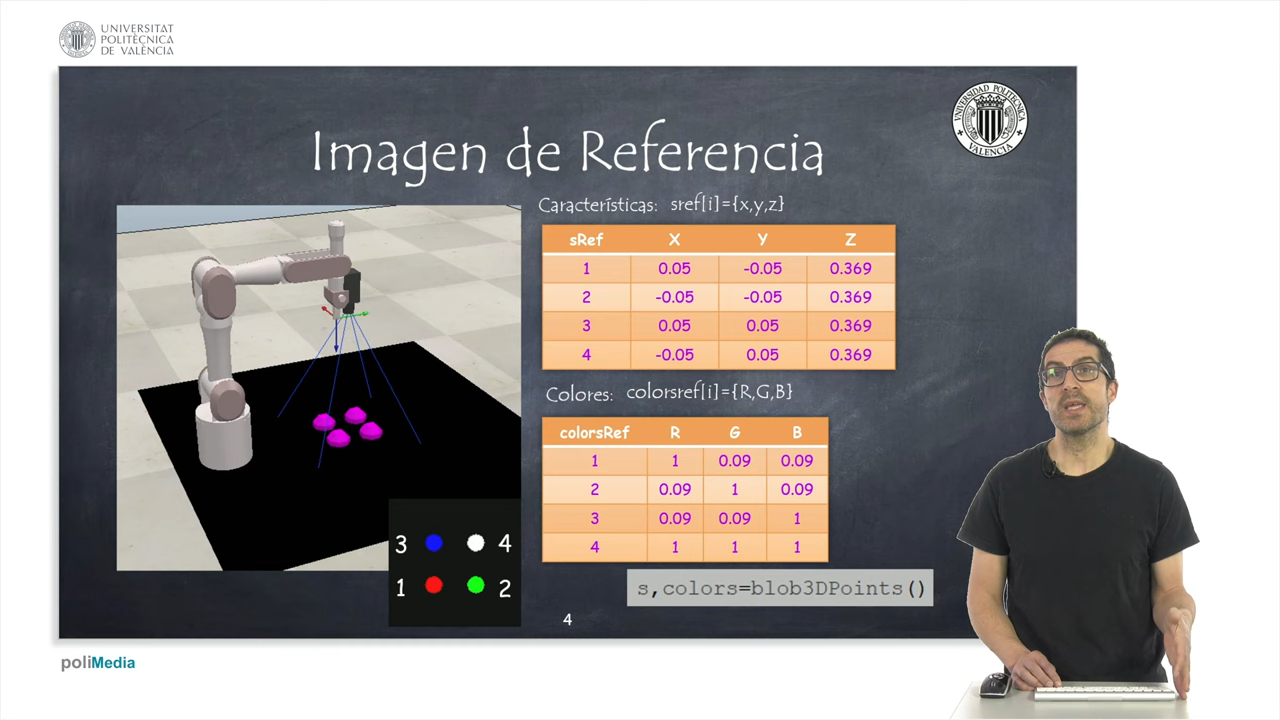 UNIVERSITAT
POLITÈCNICA
DE VALÈNCIA
UNIVERSIDAD POLITECNICA
VALENCIA
Imagen de Referencia
Características: sref[i]={x,y,z}
sRef X Y Z
1 0.05 -0.05 0.369
2 -0.05 -0.05 0.369
3 0.05 0.05 0.369
4 -0.05 0.05 0.369
Colores: colorsref[i]={R,G,B}
colorsRef R G B
1 1 0.09 0.09
2 0.09 1 0.09
3 0.09 0.09 1
4 1 1 1
3 4
1 2
s,colors=blob3DPoints()
4
poliMedia